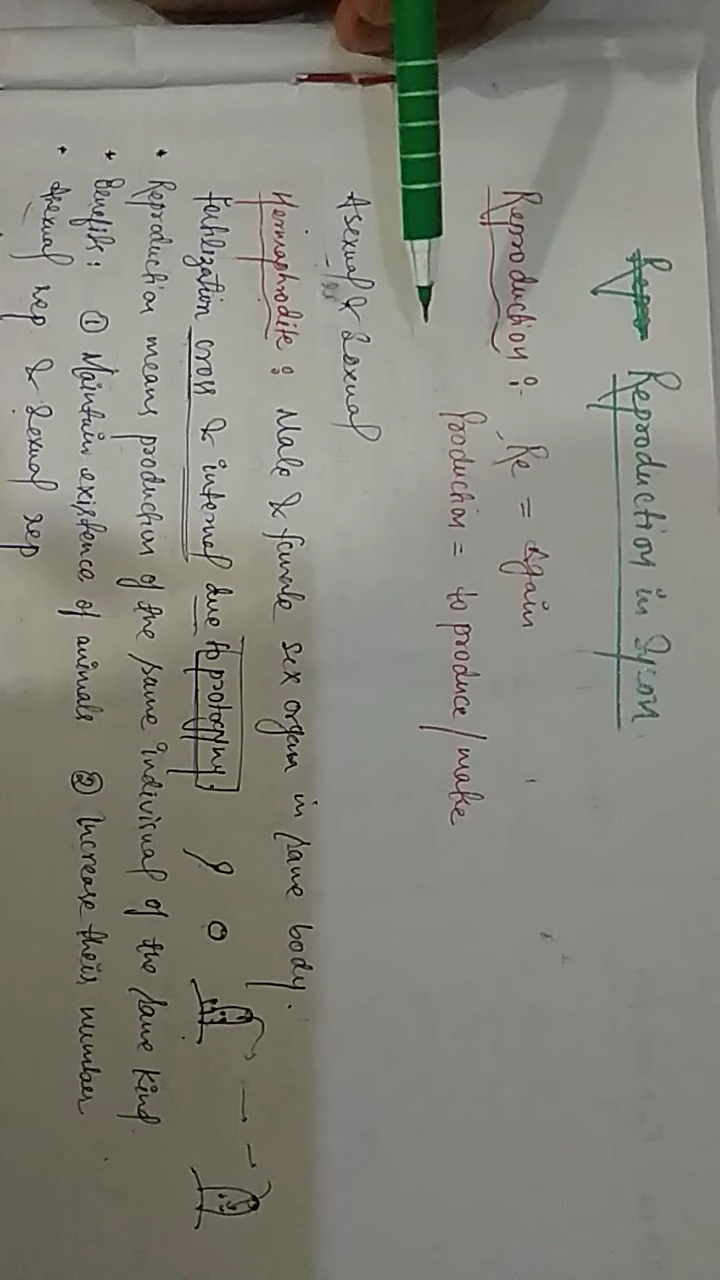 Reproduction in Sycon
Reproduction :- Re = Again
Production = to produce/make
Asexual & Sexual
Hermaphrodite : Male & female sex organ in same body.
Fertilization cross & internal due to protogyny.
* Reproduction means production of the same indivisual of the same kind
* Benefits : ① Maintain existence of animals ② Increase their number
* Asexual rep & Sexual rep